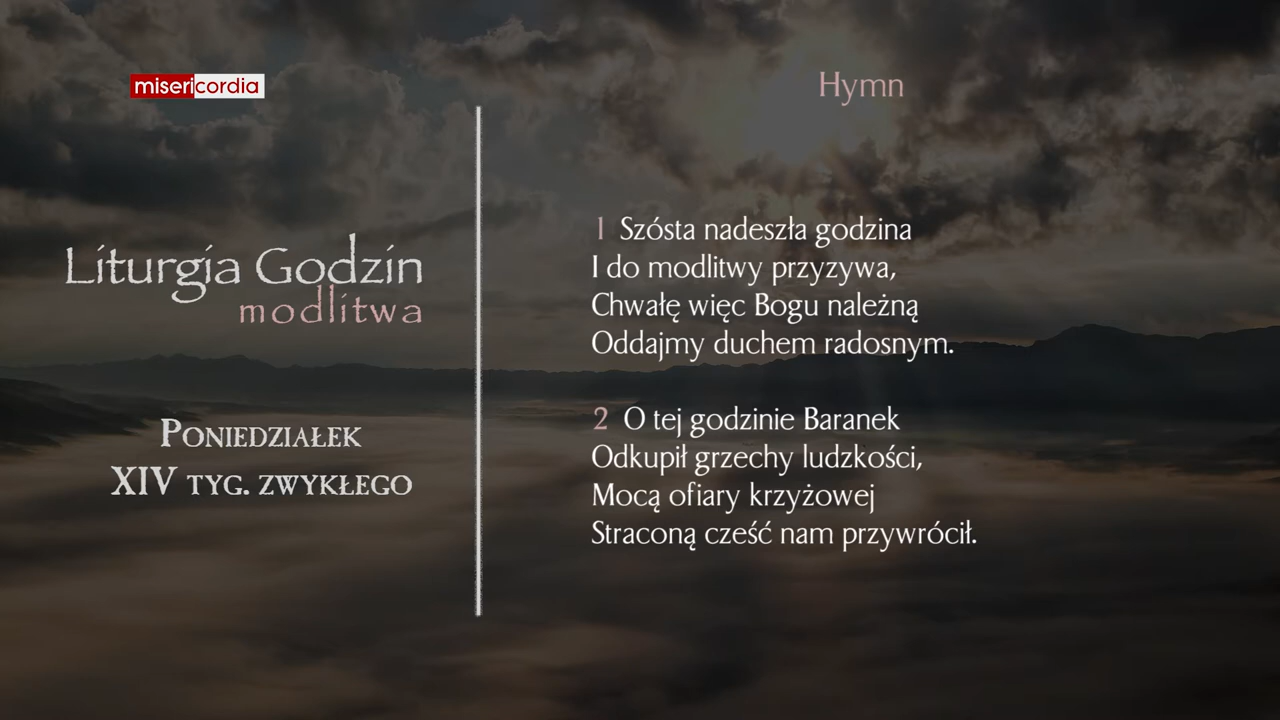 misericordia
Liturgia Godzin
modlitwa
Poniedziałek
XIV tyg. zwykłego
Hymn
1 Szósta nadeszła godzina
I do modlitwy przyzywa,
Chwałę więc Bogu należną
Oddajmy duchem radosnym.
2 O tej godzinie Baranek
Odkupił grzechy ludzkości,
Mocą ofiary krzyżowej
Straconą cześć nam przywrócił.